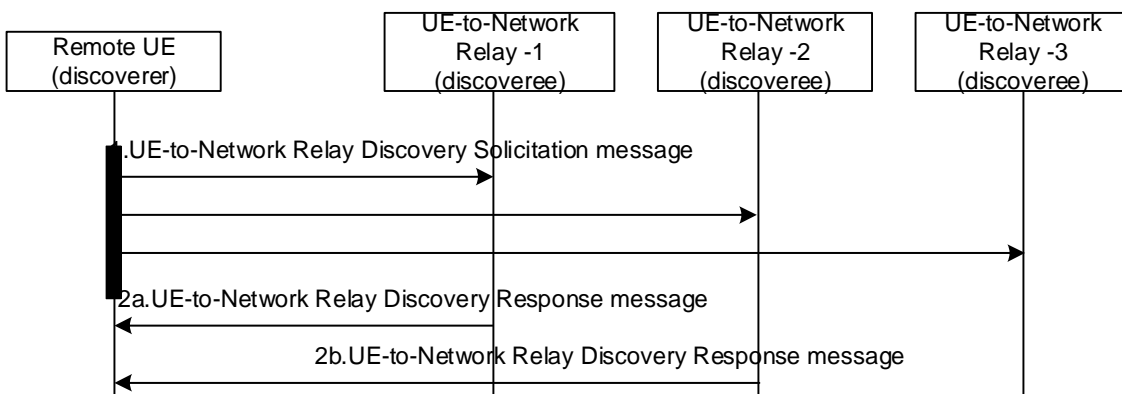 Remote UE
(discoverer)
UE-to-Network
Relay -1
(discoveree)
UE-to-Network
Relay -2
(discoveree)
UE-to-Network
Relay -3
(discoveree)
1.UE-to-Network Relay Discovery Solicitation message
2a.UE-to-Network Relay Discovery Response message
2b.UE-to-Network Relay Discovery Response message